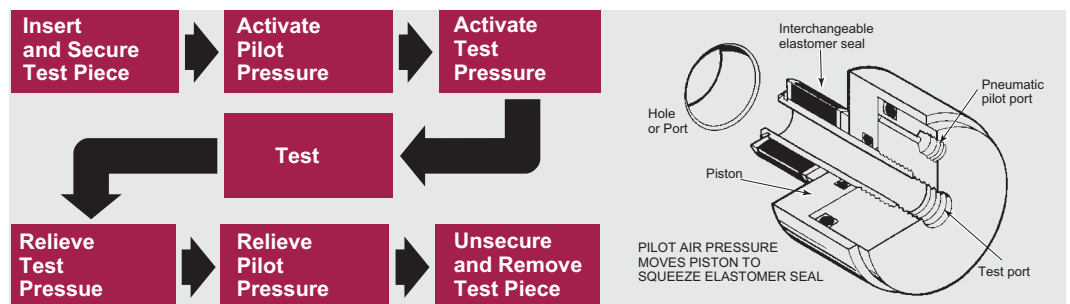 Insert
and Secure
Test Piece
Activate
Pilot
Pressure
Activate
Test
Pressure
Test
Relieve
Test
Pressue
Relieve
Pilot
Pressure
Unsecure
and Remove
Test Piece
Interchangeable
elastomer seal
Pneumatic
pilot port
Hole
or Port
Piston
PILOT AIR PRESSURE
MOVES PISTON TO
SQUEEZE ELASTOMER SEAL
Test port